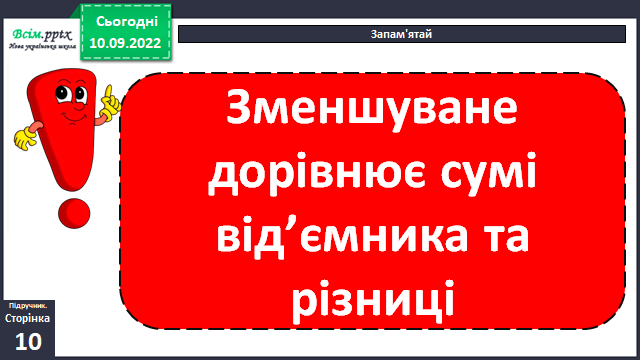 Всім.pptx
Нова українська школа
Сьогодні
10.09.2022
Запам'ятай
Зменшуване
дорівнює сумі
від’ємника та
різниці
Підручник.
Сторінка
10